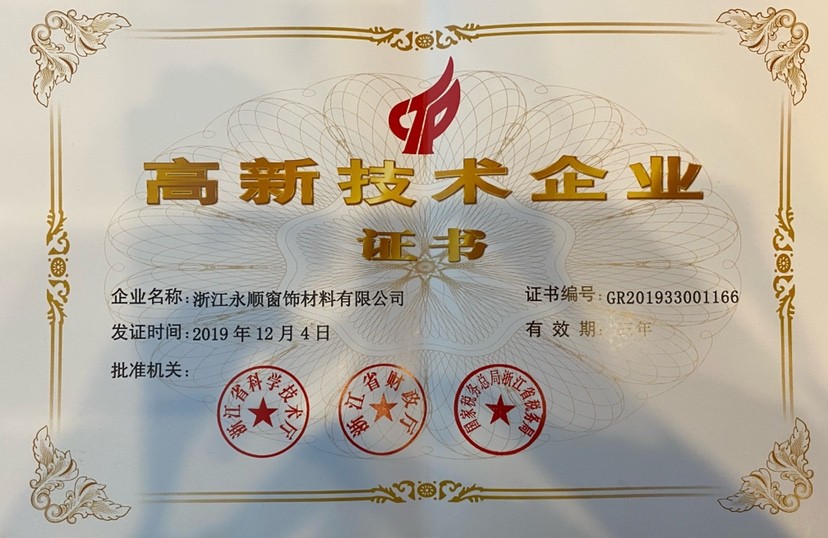 高新技术企业
证书
企业名称:浙江永顺窗饰材料有限公司
证书编号:GR201933001166
发证时间:2019年12月4日
有效期:三年
批准机关:
浙江省科学技术厅
浙江省财政厅
国家税务总局浙江省税务局